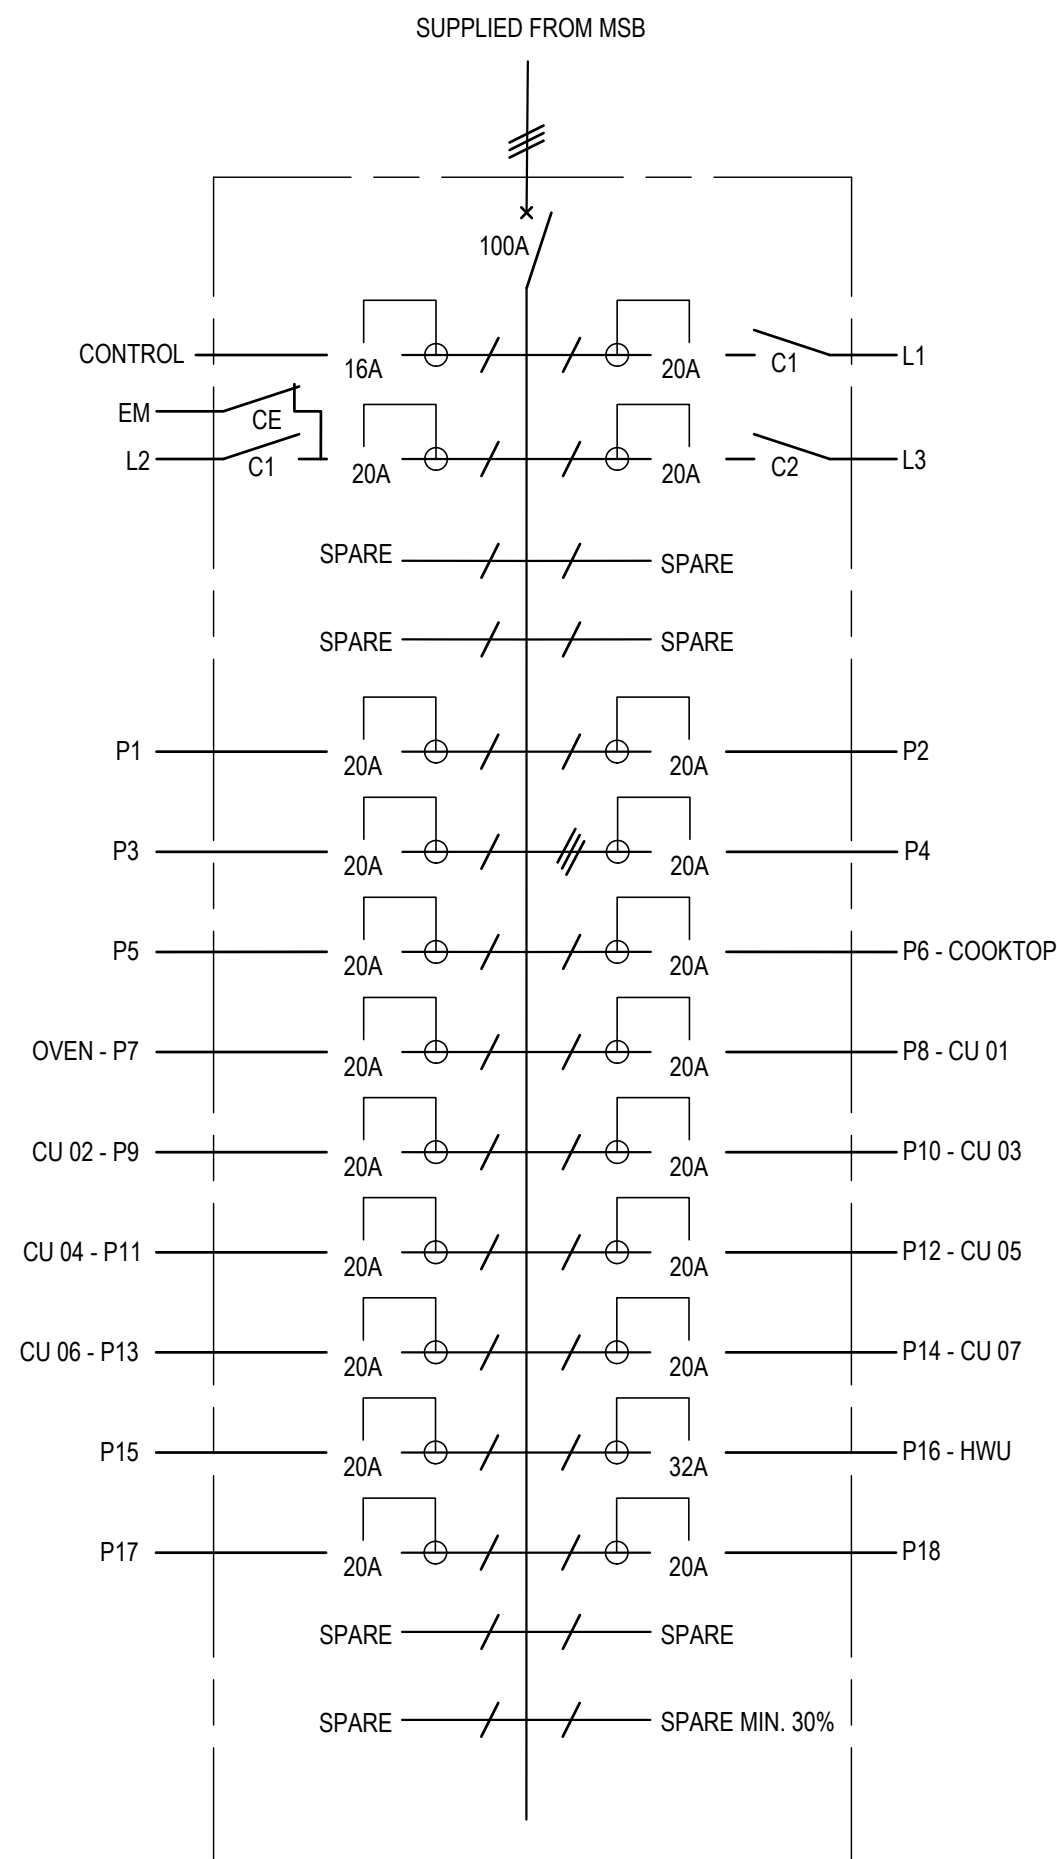 SUPPLIED FROM MSB
100A
CONTROL 16A 20A C1 L1
EM CE
L2 C1 20A 20A C2 L3
SPARE SPARE
SPARE SPARE
P1 20A 20A P2
P3 20A 20A P4
P5 20A 20A P6 - COOKTOP
OVEN - P7 20A 20A P8 - CU 01
CU 02 - P9 20A 20A P10 - CU 03
CU 04 - P11 20A 20A P12 - CU 05
CU 06 - P13 20A 20A P14 - CU 07
P15 20A 32A P16 - HWU
P17 20A 20A P18
SPARE SPARE
SPARE SPARE MIN. 30%